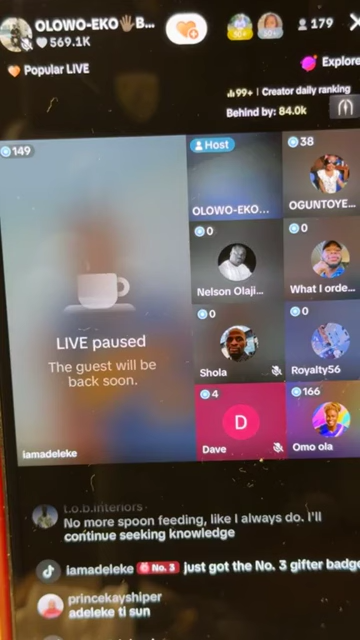 OLOWO-EKO🖐🏿B...
569.1K
179
Popular LIVE
Explore
99+ | Creator daily ranking
Behind by: 84.0k
149
Host
OLOWO-EKO...
38
OGUNTOYE...
0
Nelson Olaji...
0
What I orde...
LIVE paused
The guest will be
back soon.
0
Shola
0
Royalty56
iamadeleke
4
D
Dave
166
Omo ola
t.o.b.interiors
No more spoon feeding, like I always do. I'll
continue seeking knowledge
iamadeleke No. 3 just got the No. 3 gifter badge
princekayshiper
adeleke ti sun